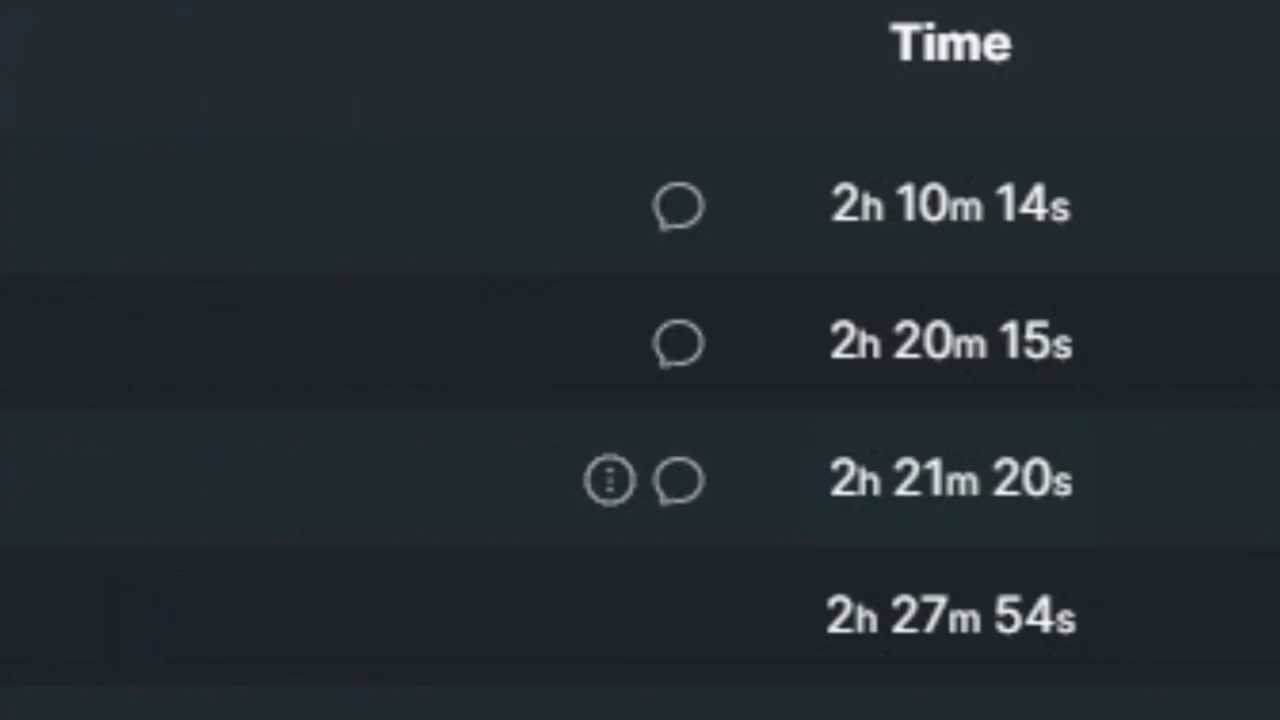 Time
2h 10m 14s
2h 20m 15s
2h 21m 20s
2h 27m 54s